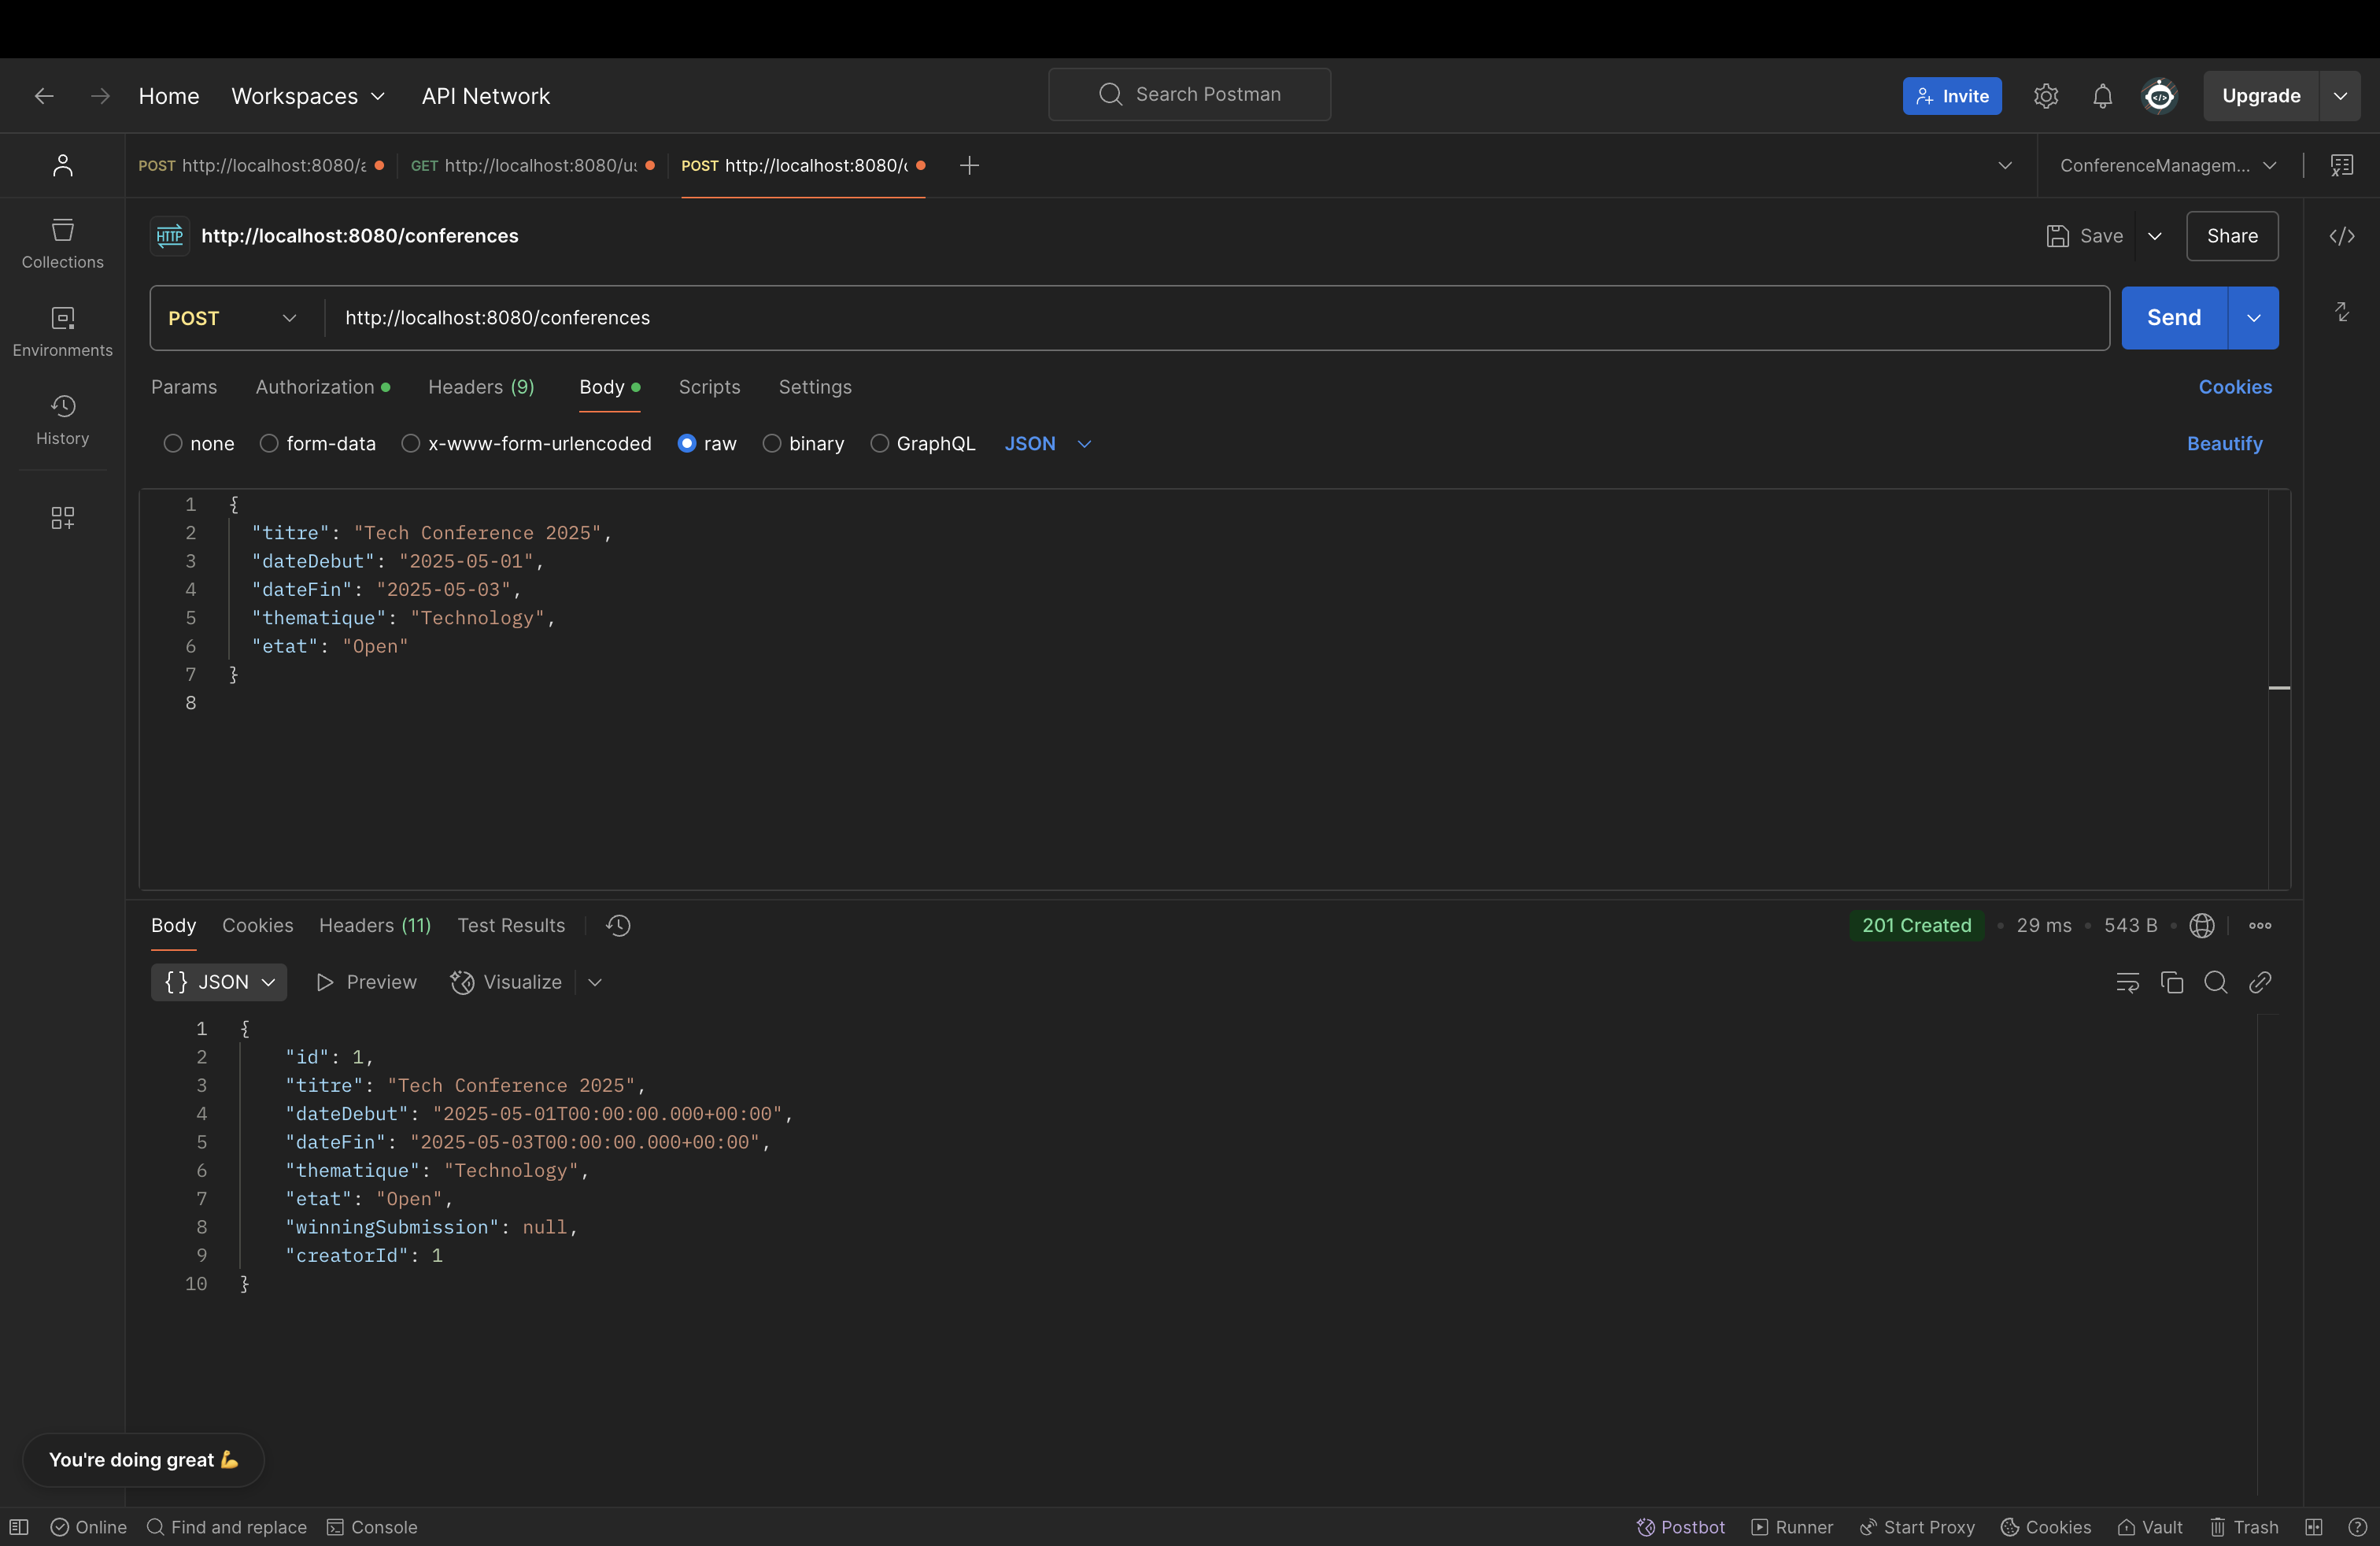 Home Workspaces API Network Search Postman Invite Upgrade
POST http://localhost:8080/a GET http://localhost:8080/us POST http://localhost:8080/c ConferenceManagem...
HTTP http://localhost:8080/conferences Save Share
Collections
Environments
History
POST http://localhost:8080/conferences Send
Params Authorization Headers (9) Body Scripts Settings Cookies
none form-data x-www-form-urlencoded raw binary GraphQL JSON Beautify
1 {
2 "titre": "Tech Conference 2025",
3 "dateDebut": "2025-05-01",
4 "dateFin": "2025-05-03",
5 "thematique": "Technology",
6 "etat": "Open"
7 }
8
Body Cookies Headers (11) Test Results 201 Created • 29 ms • 543 B
{} JSON Preview Visualize
1 {
2 "id": 1,
3 "titre": "Tech Conference 2025",
4 "dateDebut": "2025-05-01T00:00:00.000+00:00",
5 "dateFin": "2025-05-03T00:00:00.000+00:00",
6 "thematique": "Technology",
7 "etat": "Open",
8 "winningSubmission": null,
9 "creatorId": 1
10 }
You're doing great 💪
Online Find and replace Console Postbot Runner Start Proxy Cookies Vault Trash